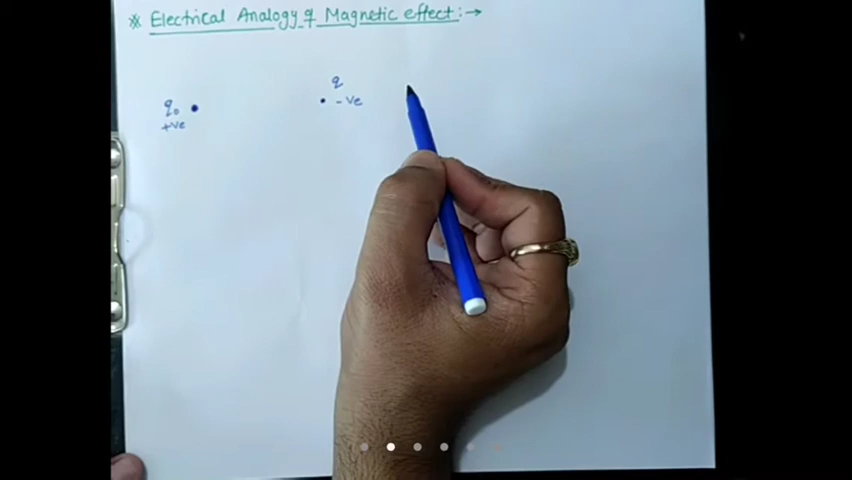 ※ Electrical Analogy of Magnetic effect :→
q
q₀ • • -ve
+ve